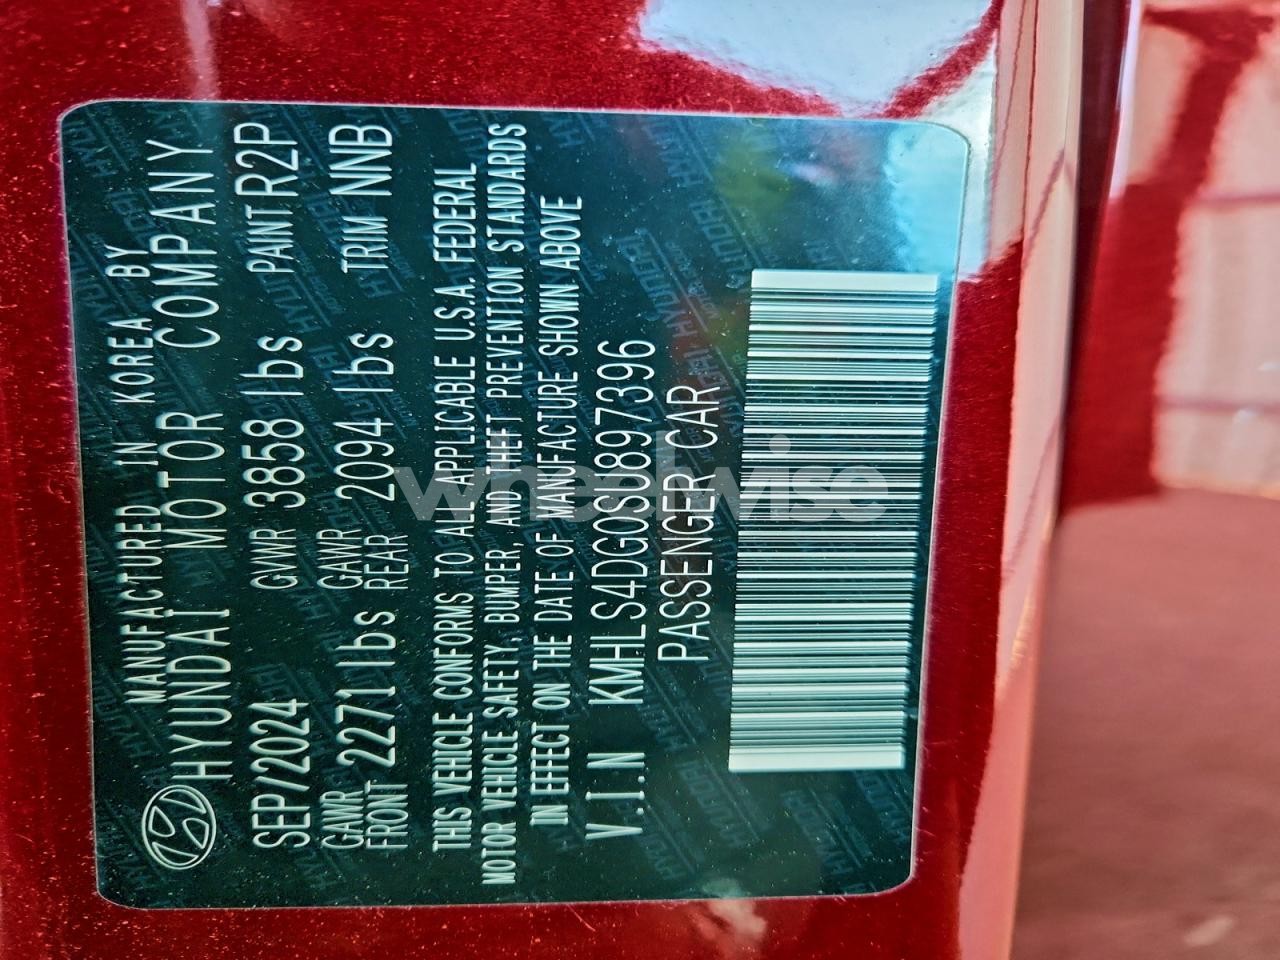 MANUFACTURED IN KOREA BY
HYUNDAI MOTOR COMPANY
SEP/2024 GVWR 3858 lbs PAINT R2P
GAWR FRONT 2271 lbs GAWR REAR 2094 lbs TRIM NNB
THIS VEHICLE CONFORMS TO ALL APPLICABLE U.S.A. FEDERAL
MOTOR VEHICLE SAFETY, BUMPER, AND THEFT PREVENTION STANDARDS
IN EFFECT ON THE DATE OF MANUFACTURE SHOWN ABOVE
V.I.N KMHLS4DG0SU897396
PASSENGER CAR
wheelwise